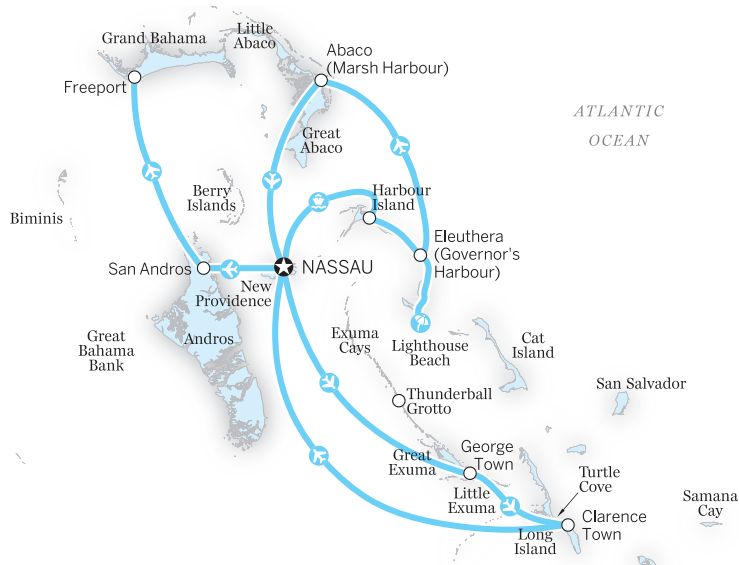 Grand Bahama
Little
Abaco
Abaco
(Marsh Harbour)
Freeport
ATLANTIC
OCEAN
Great
Abaco
Berry
Islands
Harbour
Island
Biminis
Eleuthera
(Governor's
Harbour)
San Andros
NASSAU
New
Providence
Great
Bahama
Bank
Andros
Exuma
Cays
Lighthouse
Beach
Cat
Island
San Salvador
Thunderball
Grotto
George
Town
Great
Exuma
Little
Exuma
Turtle
Cove
Samana
Cay
Clarence
Town
Long
Island